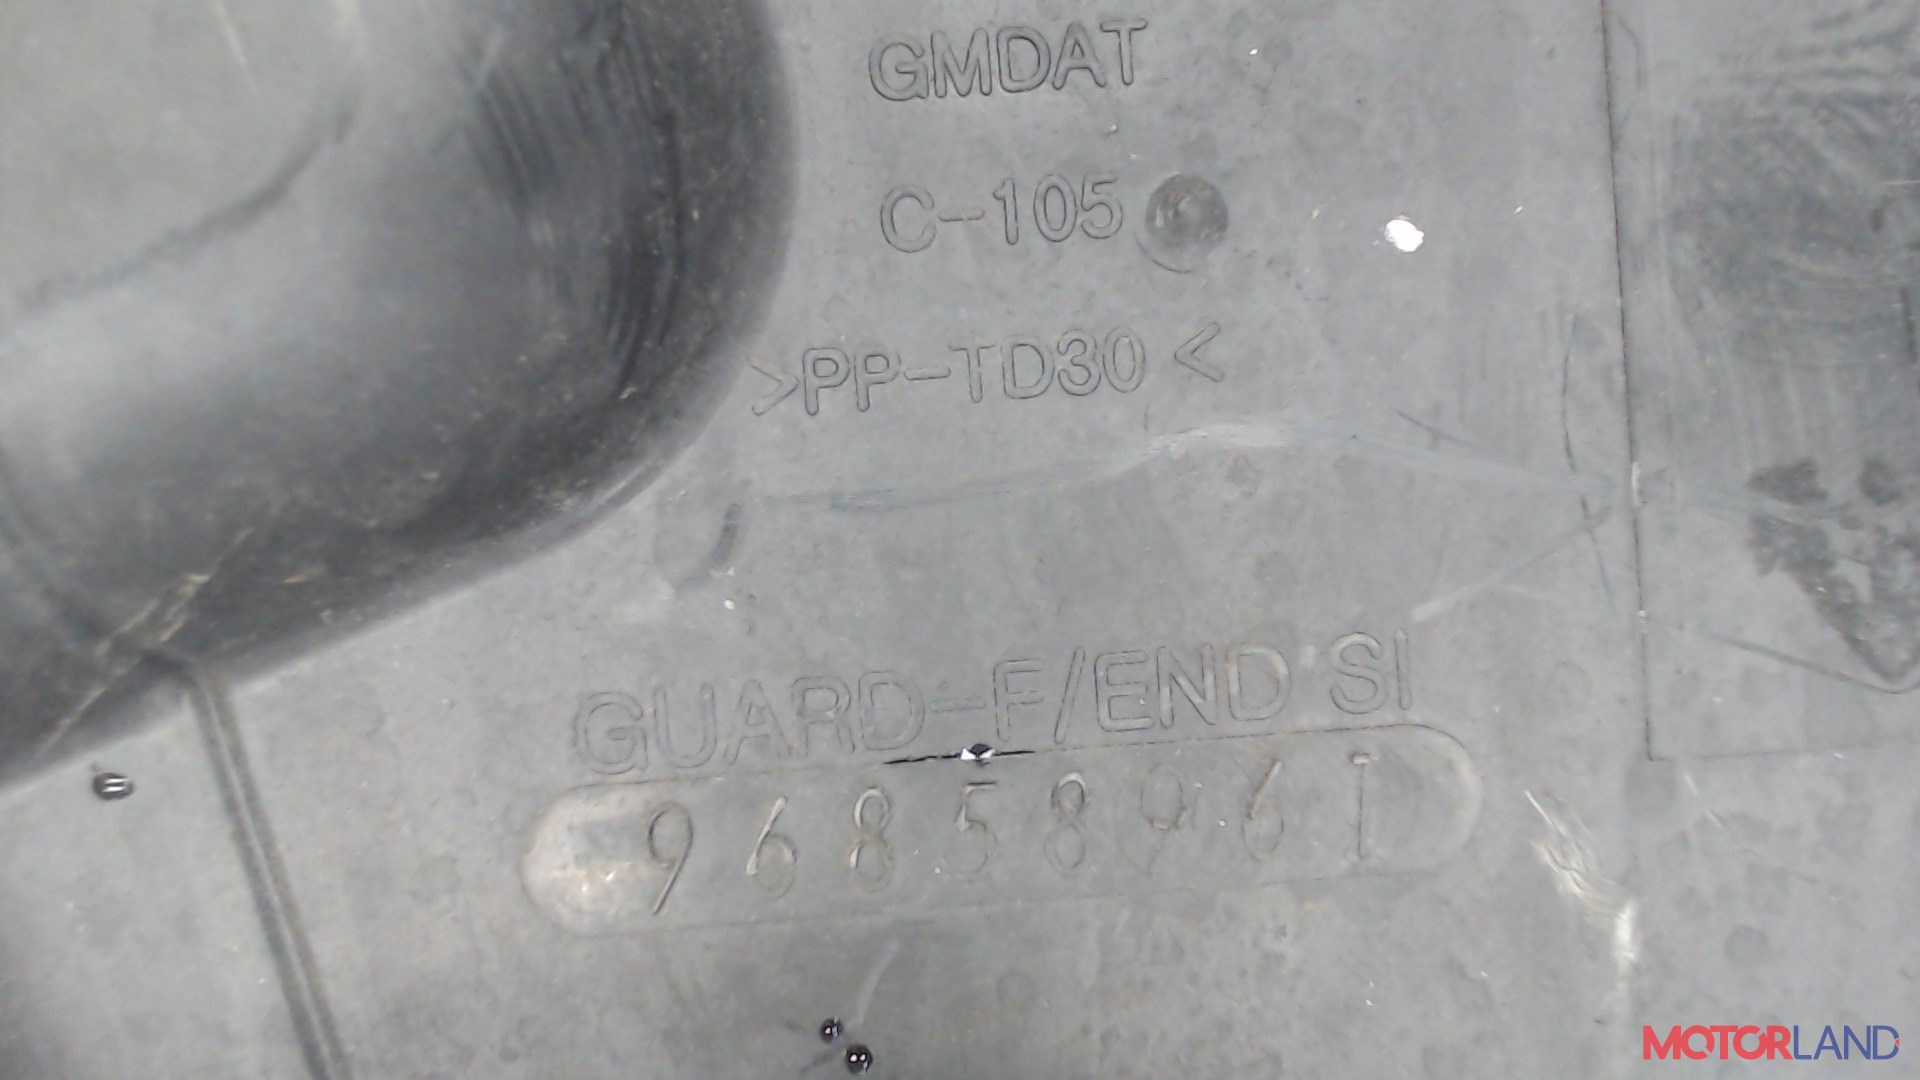 GMDAT
C-105
>PP-TD30<
GUARD-F/END SI
96858961
MOTORLAND